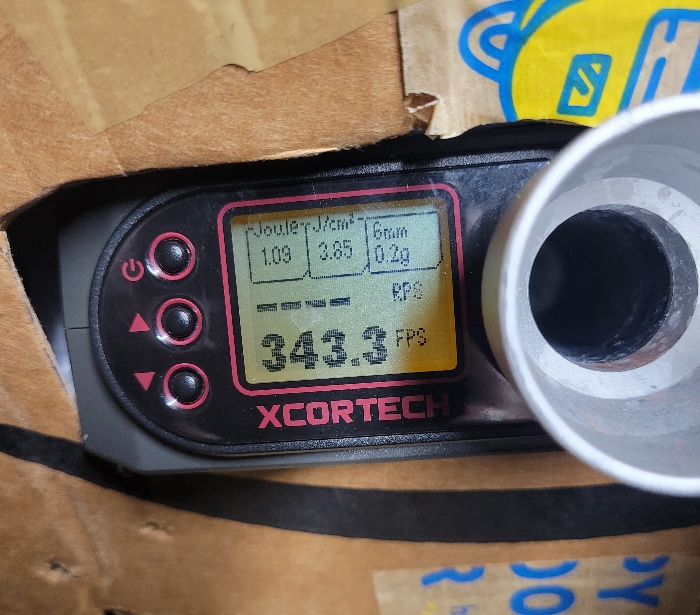 Joule J/cm² 6mm
1.09 3.85 0.2g
---- RPS
343.3 FPS
XCORTECH